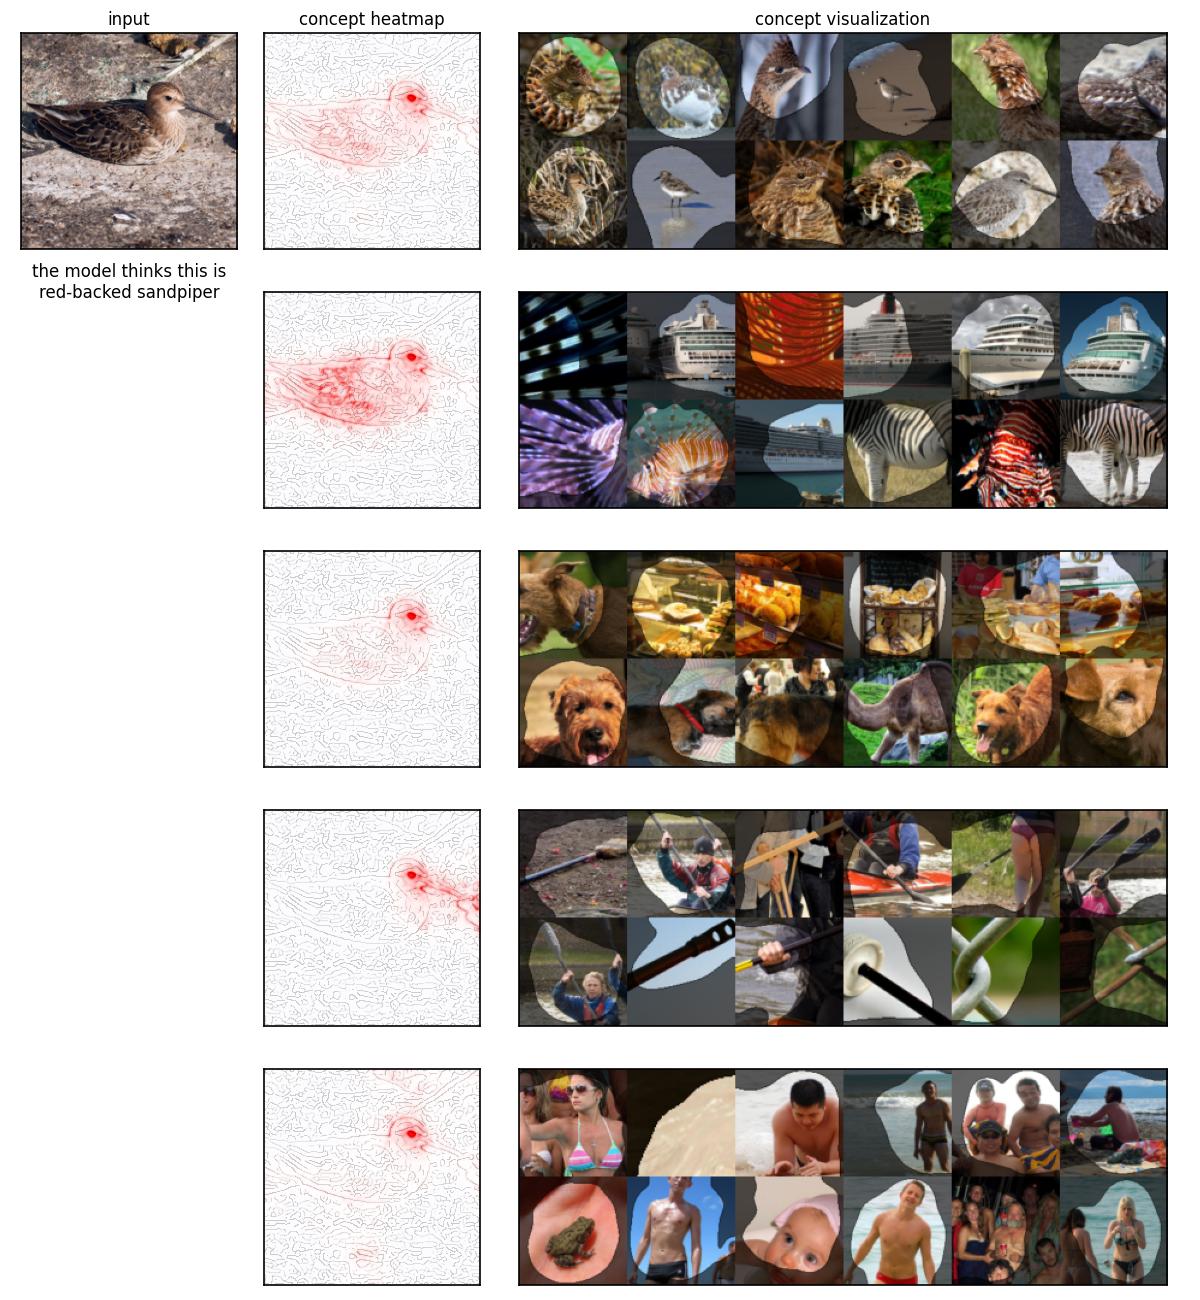 input
concept heatmap
concept visualization
the model thinks this is
red-backed sandpiper